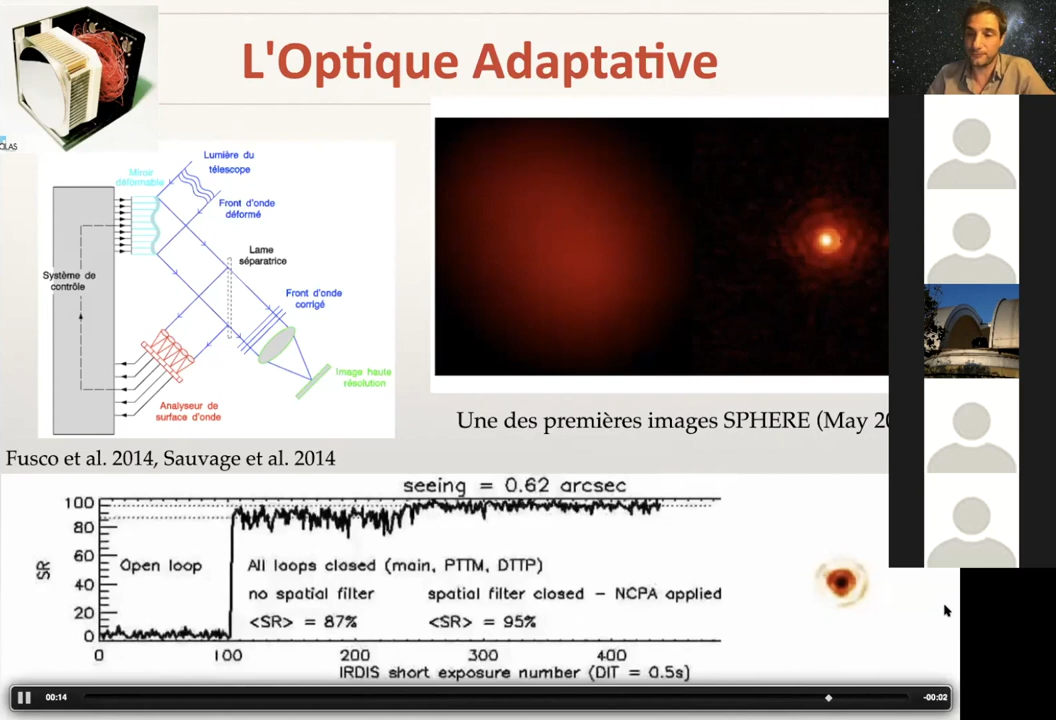 L'Optique Adaptative
OLAS
Lumière du
télescope
Miroir
déformable
Front d'onde
déformé
Lame
séparatrice
Système de
contrôle
Front d'onde
corrigé
Image haute
résolution
Analyseur de
surface d'onde
Une des premières images SPHERE (May 20
Fusco et al. 2014, Sauvage et al. 2014
seeing = 0.62 arcsec
100
80
60
40
20
0
SR
Open loop
All loops closed (main, PTTM, DTTP)
no spatial filter
spatial filter closed – NCPA applied
<SR> = 87%
<SR> = 95%
0 100 200 300 400
IRDIS short exposure number (DIT = 0.5s)
00:14
-00:02